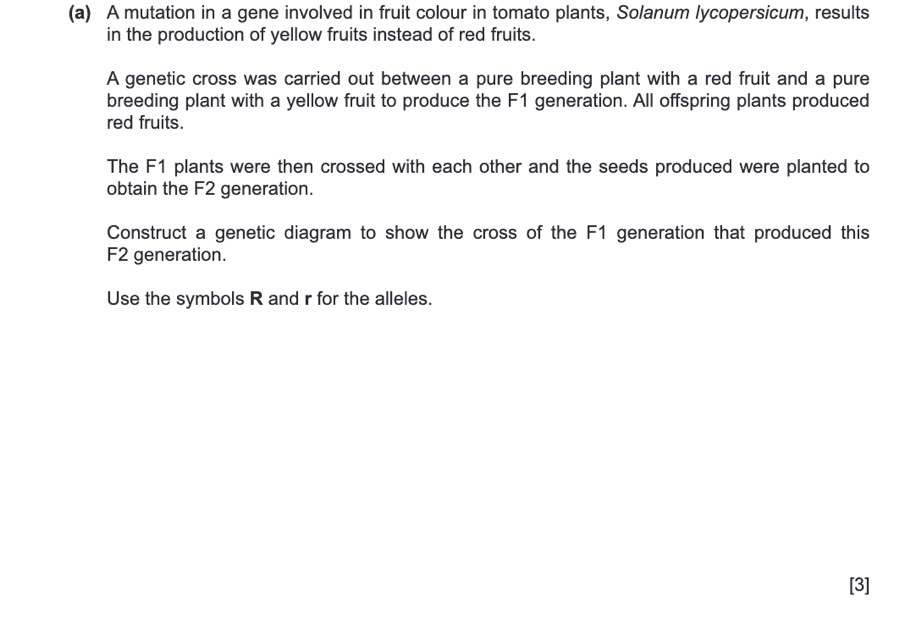 (a) A mutation in a gene involved in fruit colour in tomato plants, Solanum lycopersicum, results
in the production of yellow fruits instead of red fruits.
A genetic cross was carried out between a pure breeding plant with a red fruit and a pure
breeding plant with a yellow fruit to produce the F1 generation. All offspring plants produced
red fruits.
The F1 plants were then crossed with each other and the seeds produced were planted to
obtain the F2 generation.
Construct a genetic diagram to show the cross of the F1 generation that produced this
F2 generation.
Use the symbols R and r for the alleles.
[3]